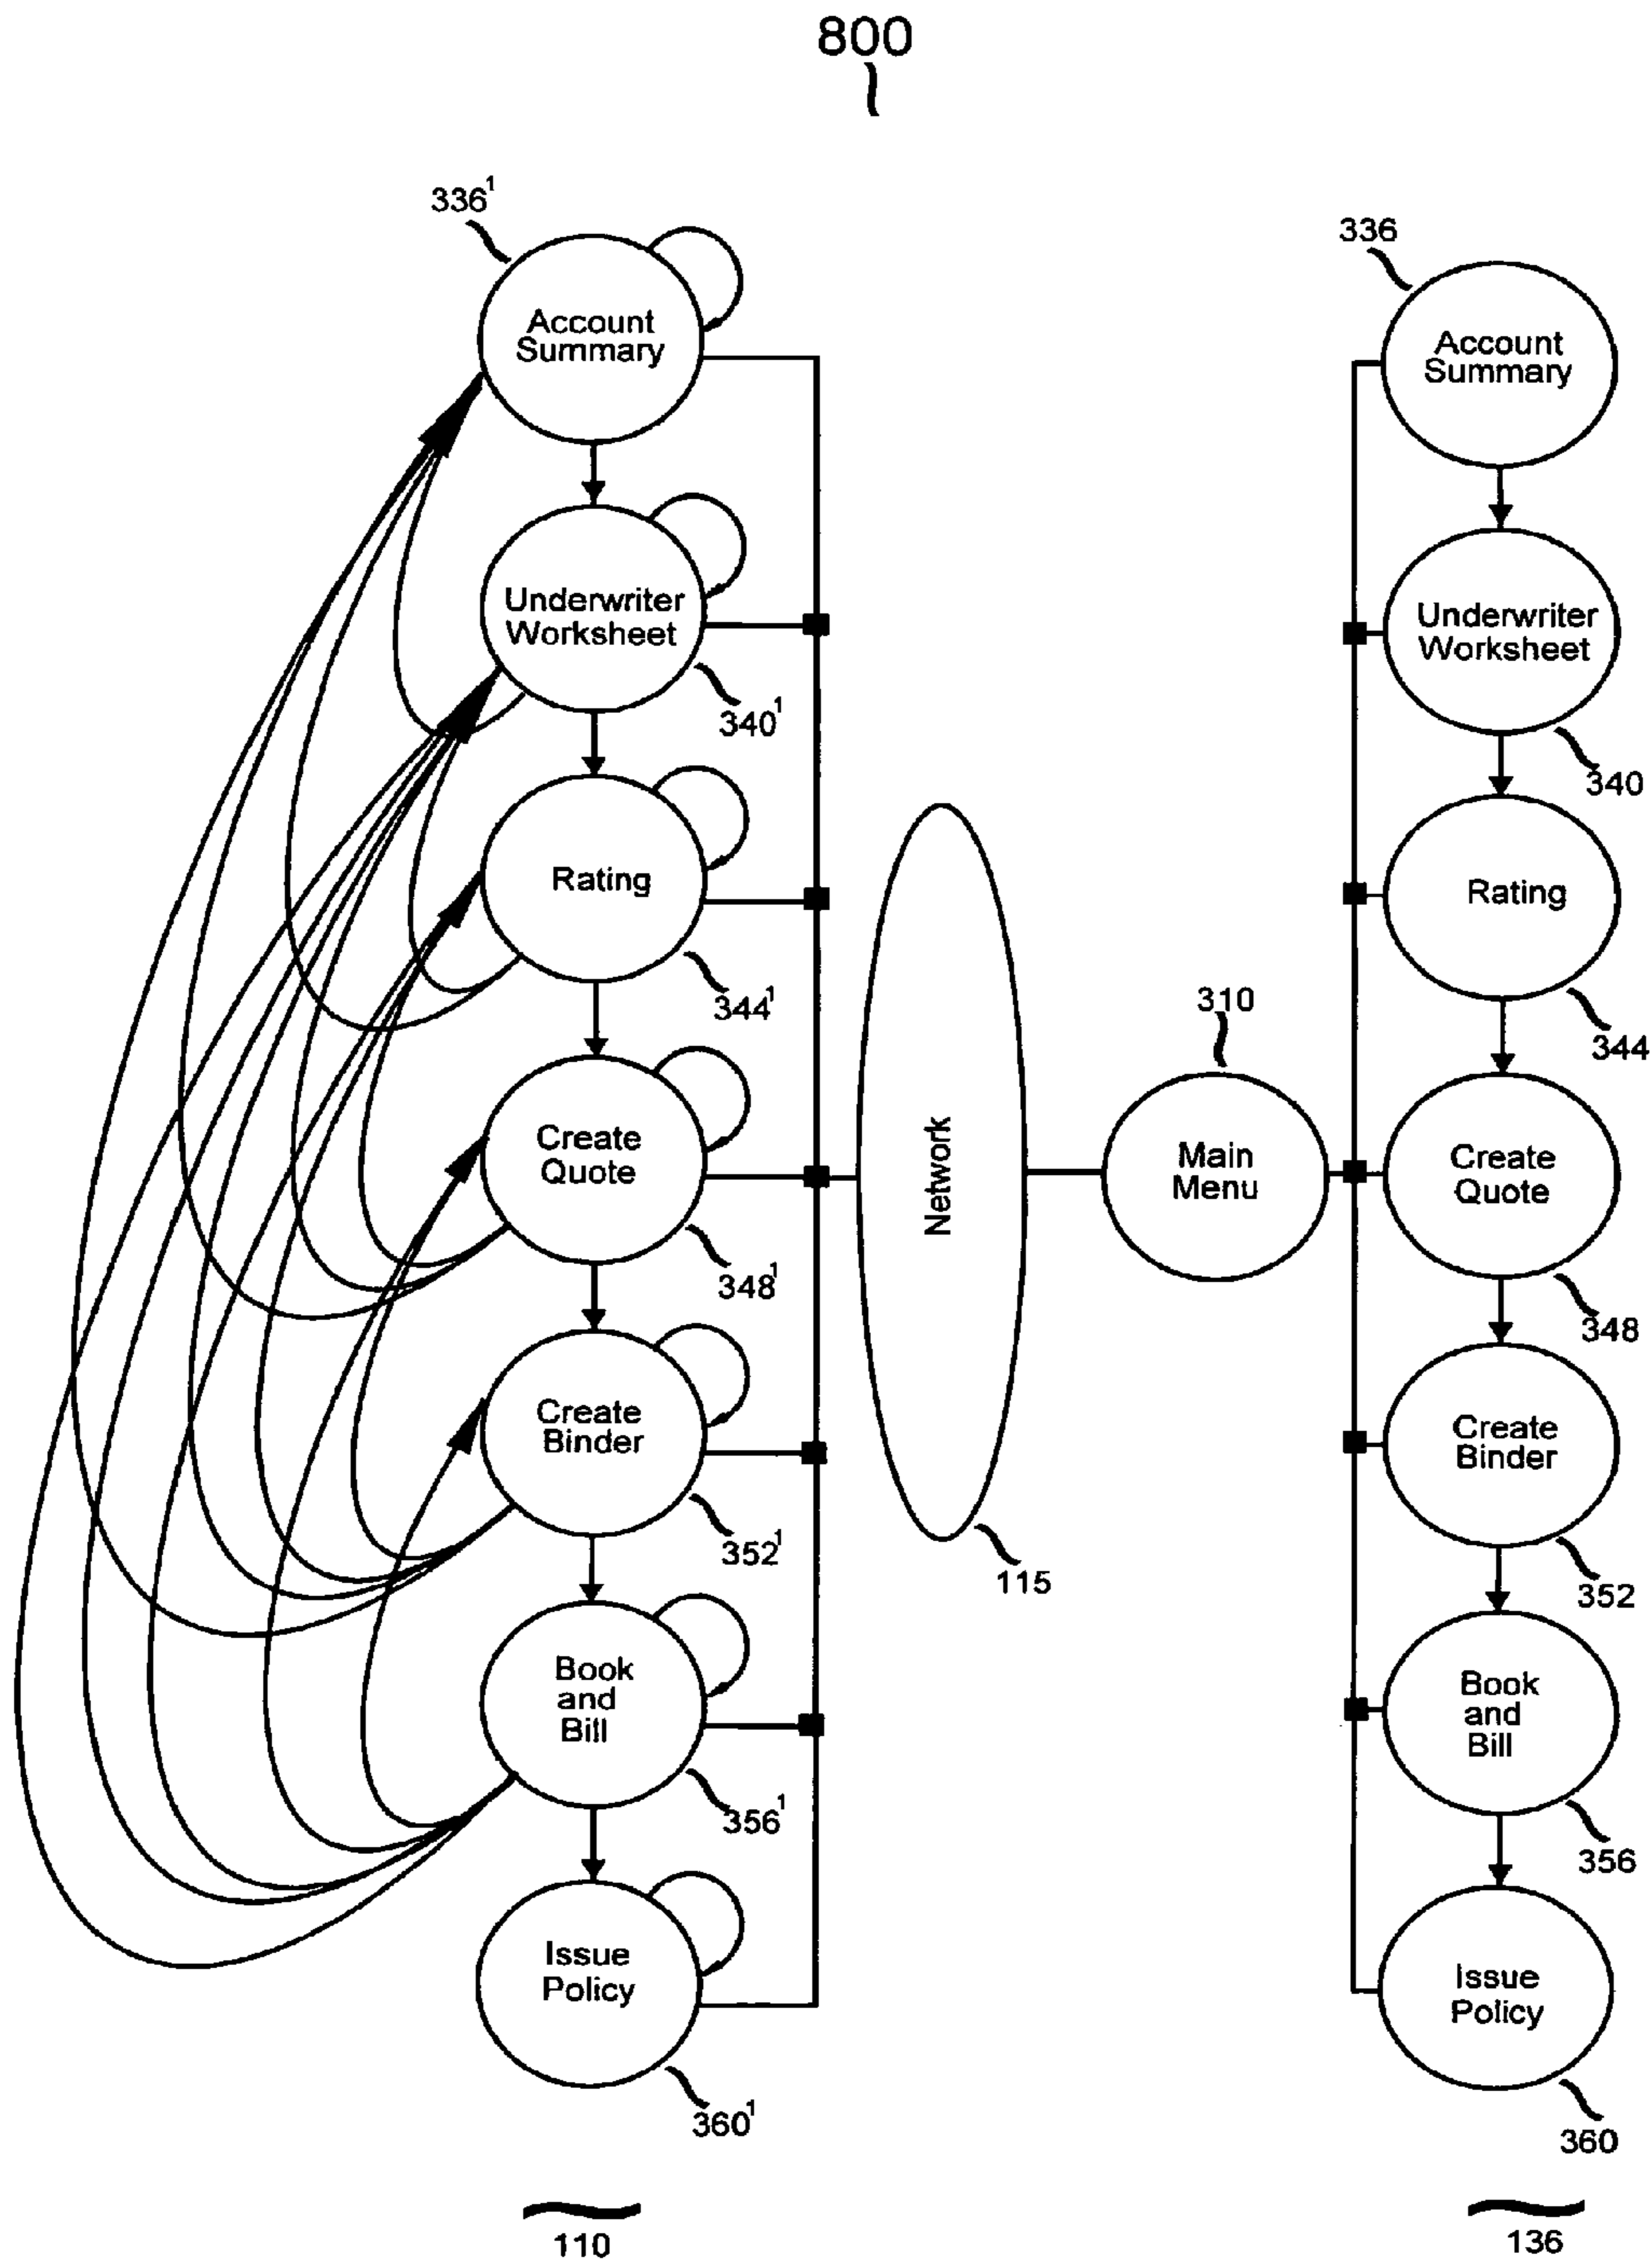 800
336¹
Account
Summary
Underwriter
Worksheet
340¹
Rating
344¹
Create
Quote
348¹
Create
Binder
352¹
Book
and
Bill
356¹
Issue
Policy
360¹
110
Network
115
310
Main
Menu
336
Account
Summary
Underwriter
Worksheet
340
Rating
344
Create
Quote
348
Create
Binder
352
Book
and
Bill
356
Issue
Policy
360
136